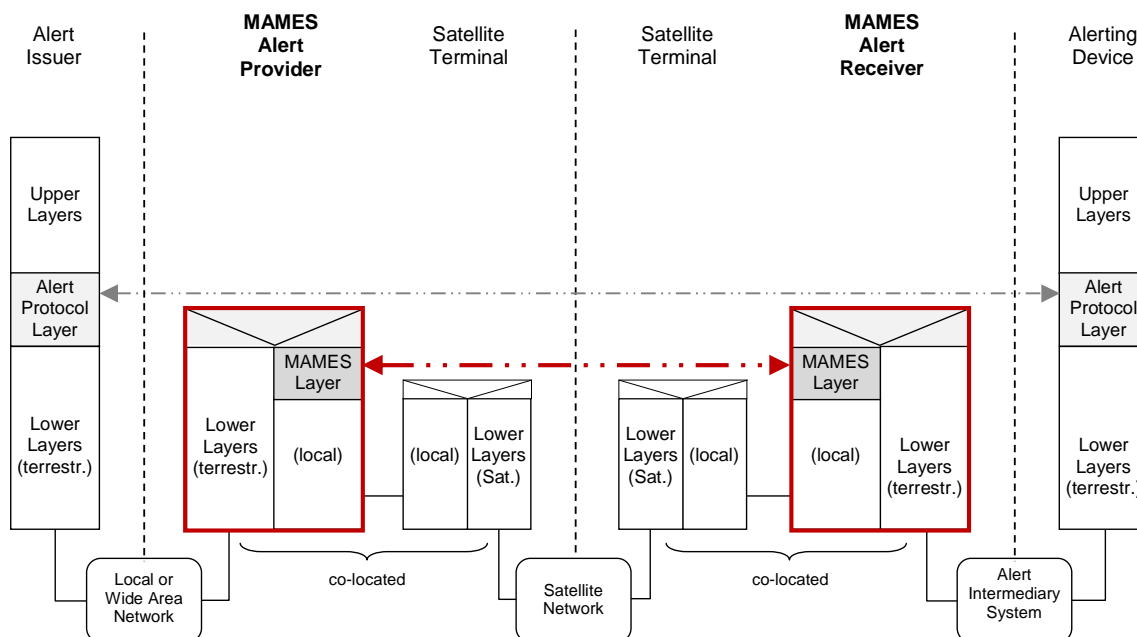 Alert
Issuer
MAMES
Alert
Provider
Satellite
Terminal
Satellite
Terminal
MAMES
Alert
Receiver
Alerting
Device
Upper
Layers
Alert
Protocol
Layer
Lower
Layers
(terrestr.)
MAMES
Layer
Lower
Layers
(terrestr.)
(local)
(local)
Lower
Layers
(Sat.)
Lower
Layers
(Sat.)
(local)
MAMES
Layer
(local)
Lower
Layers
(terrestr.)
Upper
Layers
Alert
Protocol
Layer
Lower
Layers
(terrestr.)
Local or
Wide Area
Network
co-located
Satellite
Network
co-located
Alert
Intermediary
System